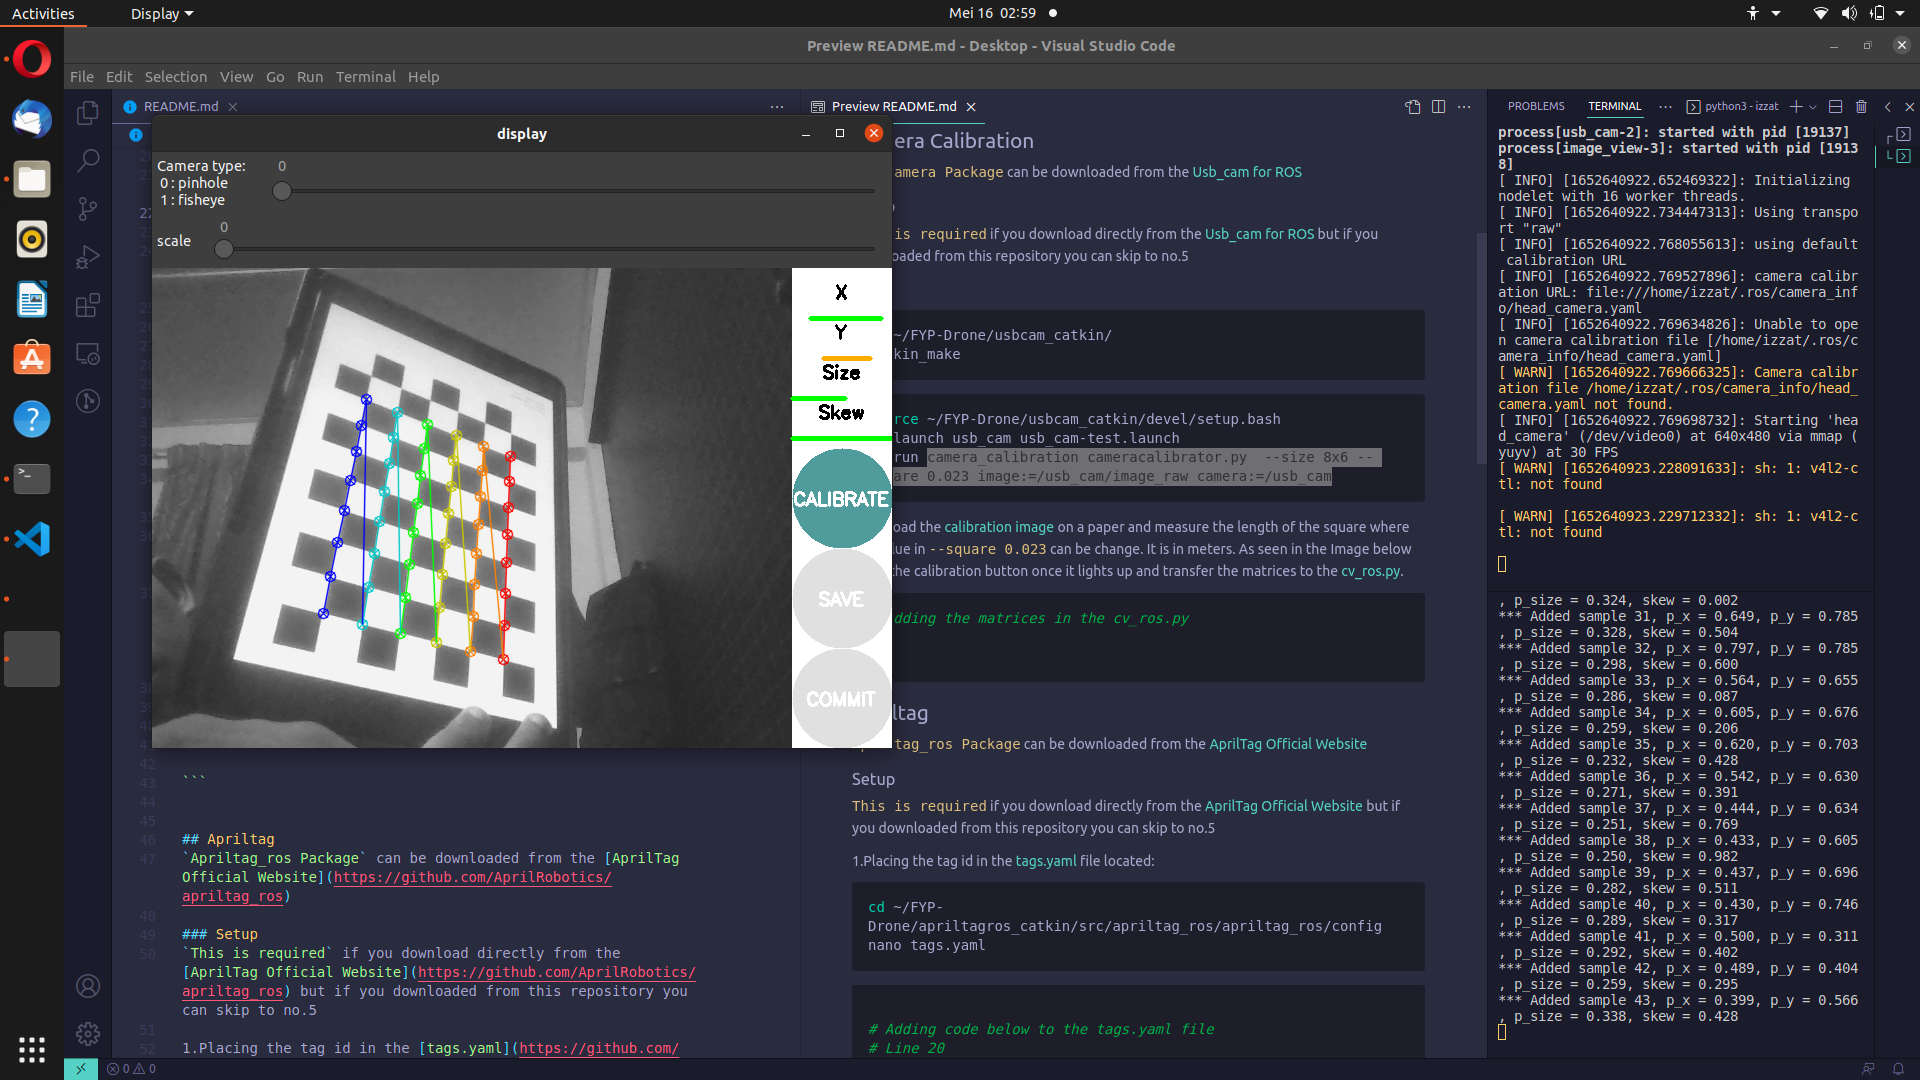 Activities
Display
Mei 16 02:59
Preview README.md - Desktop - Visual Studio Code
File Edit Selection View Go Run Terminal Help
README.md
display
Camera type:
0 : pinhole
1 : fisheye
0
scale
0
X
Y
Size
Skew
CALIBRATE
SAVE
COMMIT
42
43
```
44
45
46
## Apriltag
47
`Apriltag_ros Package` can be downloaded from the [AprilTag
Official Website](https://github.com/AprilRobotics/
apriltag_ros)
48
49
### Setup
50
`This is required` if you download directly from the
[AprilTag Official Website](https://github.com/AprilRobotics/
apriltag_ros) but if you downloaded from this repository you
can skip to no.5
51
52
1.Placing the tag id in the [tags.yaml](https://github.com/
Preview README.md
era Calibration
amera Package can be downloaded from the Usb_cam for ROS
is required if you download directly from the Usb_cam for ROS but if you
oaded from this repository you can skip to no.5
~/FYP-Drone/usbcam_catkin/
kin_make
rce ~/FYP-Drone/usbcam_catkin/devel/setup.bash
launch usb_cam usb_cam-test.launch
run camera_calibration cameracalibrator.py --size 8x6 --
are 0.023 image:=/usb_cam/image_raw camera:=/usb_cam
oad the calibration image on a paper and measure the length of the square where
lue in --square 0.023 can be change. It is in meters. As seen in the Image below
the calibration button once it lights up and transfer the matrices to the cv_ros.py.
dding the matrices in the cv_ros.py
ltag
tag_ros Package can be downloaded from the AprilTag Official Website
Setup
This is required if you download directly from the AprilTag Official Website but if
you downloaded from this repository you can skip to no.5
1.Placing the tag id in the tags.yaml file located:
cd ~/FYP-
Drone/apriltagros_catkin/src/apriltag_ros/apriltag_ros/config
nano tags.yaml
# Adding code below to the tags.yaml file
# Line 20
PROBLEMS TERMINAL
python3 - izzat
process[usb_cam-2]: started with pid [19137]
process[image_view-3]: started with pid [1913
8]
[ INFO] [1652640922.652469322]: Initializing
nodelet with 16 worker threads.
[ INFO] [1652640922.734447313]: Using transpo
rt "raw"
[ INFO] [1652640922.768055613]: using default
calibration URL
[ INFO] [1652640922.769527896]: camera calibr
ation URL: file:///home/izzat/.ros/camera_inf
o/head_camera.yaml
[ INFO] [1652640922.769634826]: Unable to ope
n camera calibration file [/home/izzat/.ros/c
amera_info/head_camera.yaml]
[ WARN] [1652640922.769666325]: Camera calibr
ation file /home/izzat/.ros/camera_info/head_
camera.yaml not found.
[ INFO] [1652640922.769698732]: Starting 'hea
d_camera' (/dev/video0) at 640x480 via mmap (
yuyv) at 30 FPS
[ WARN] [1652640923.228091633]: sh: 1: v4l2-c
tl: not found
[ WARN] [1652640923.229712332]: sh: 1: v4l2-c
tl: not found
, p_size = 0.324, skew = 0.002
*** Added sample 31, p_x = 0.649, p_y = 0.785
, p_size = 0.328, skew = 0.504
*** Added sample 32, p_x = 0.797, p_y = 0.785
, p_size = 0.298, skew = 0.600
*** Added sample 33, p_x = 0.564, p_y = 0.655
, p_size = 0.286, skew = 0.087
*** Added sample 34, p_x = 0.605, p_y = 0.676
, p_size = 0.259, skew = 0.206
*** Added sample 35, p_x = 0.620, p_y = 0.703
, p_size = 0.232, skew = 0.428
*** Added sample 36, p_x = 0.542, p_y = 0.630
, p_size = 0.271, skew = 0.391
*** Added sample 37, p_x = 0.444, p_y = 0.634
, p_size = 0.251, skew = 0.769
*** Added sample 38, p_x = 0.433, p_y = 0.605
, p_size = 0.250, skew = 0.982
*** Added sample 39, p_x = 0.437, p_y = 0.696
, p_size = 0.282, skew = 0.511
*** Added sample 40, p_x = 0.430, p_y = 0.746
, p_size = 0.289, skew = 0.317
*** Added sample 41, p_x = 0.500, p_y = 0.311
, p_size = 0.292, skew = 0.402
*** Added sample 42, p_x = 0.489, p_y = 0.404
, p_size = 0.259, skew = 0.295
*** Added sample 43, p_x = 0.399, p_y = 0.566
, p_size = 0.338, skew = 0.428
0 0